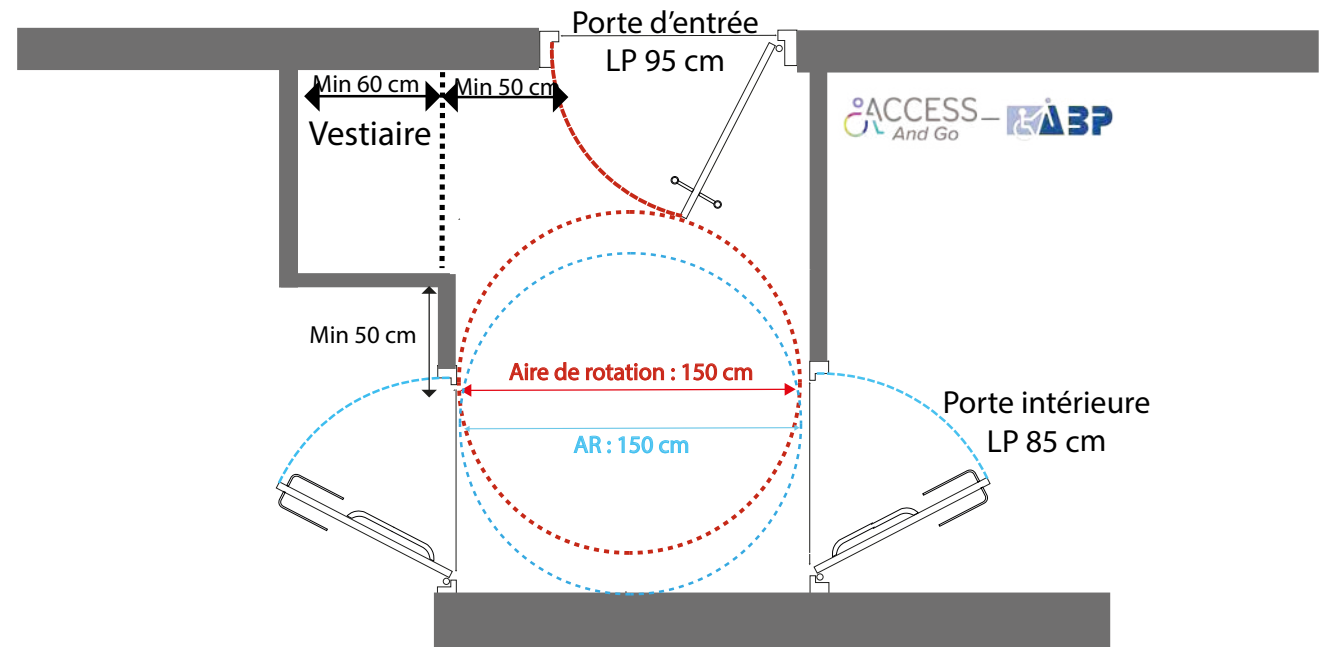 Porte d'entrée
LP 95 cm
Min 60 cm
Min 50 cm
Vestiaire
ACCESS
And Go
ABP
Min 50 cm
Aire de rotation : 150 cm
AR : 150 cm
Porte intérieure
LP 85 cm